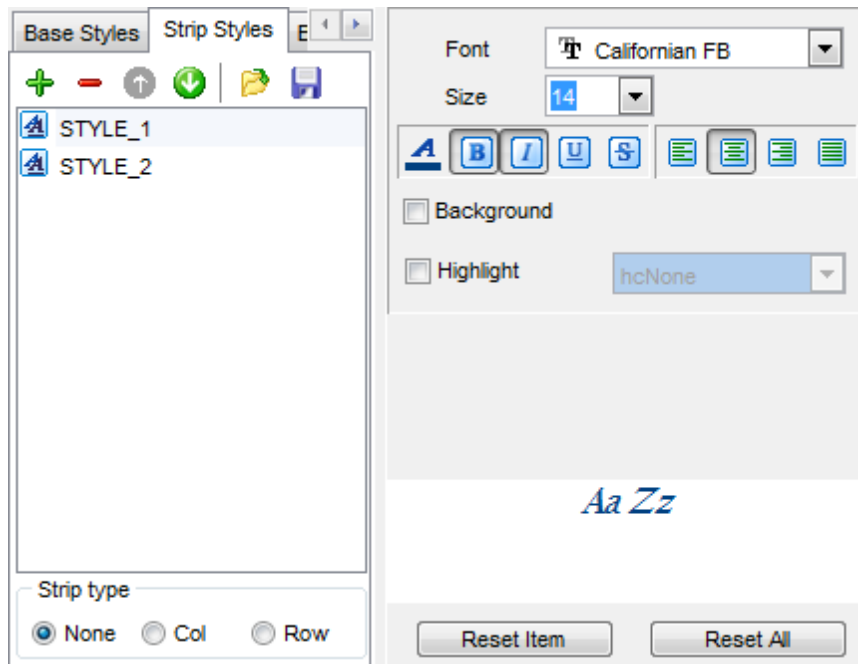 Base Styles Strip Styles E
STYLE_1
STYLE_2
Strip type
None Col Row
Font Tr Californian FB
Size 14
A B I U S
Background
Highlight hcNone
Aa Zz
Reset Item Reset All